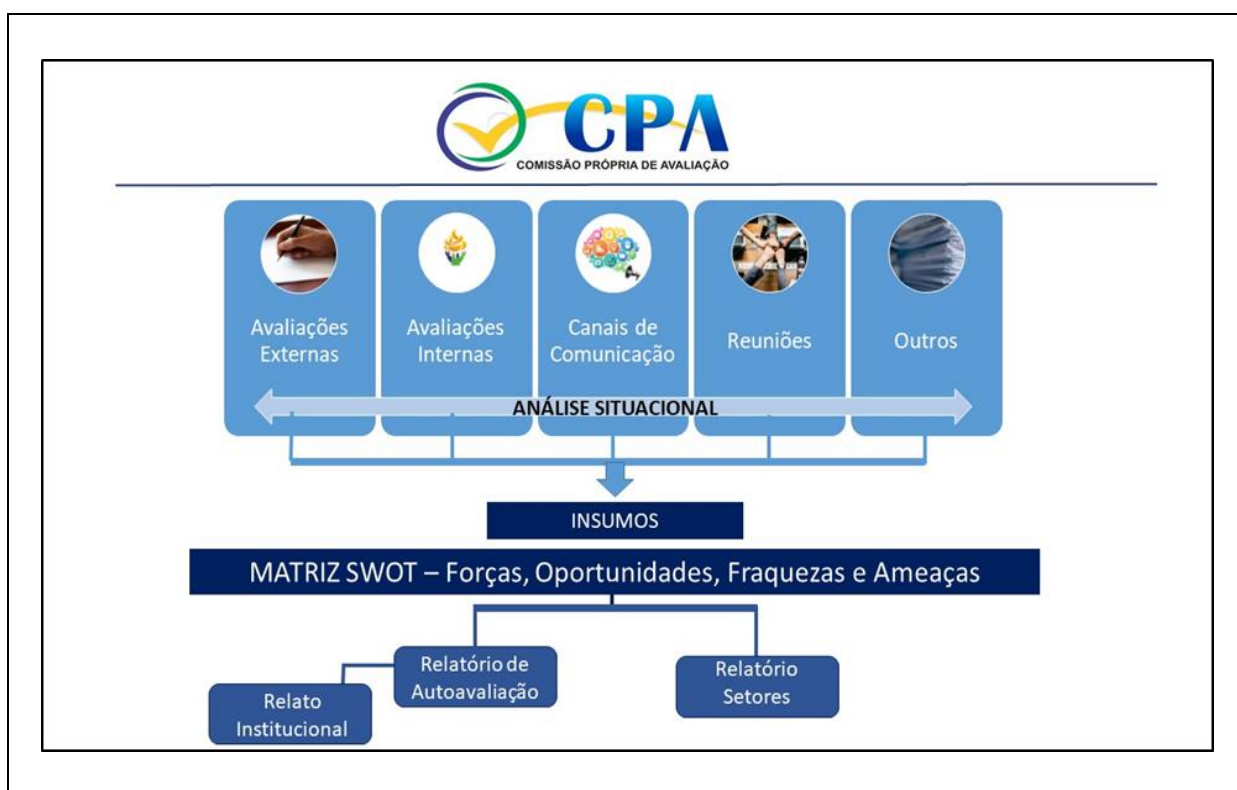 CPA
COMISSÃO PRÓPRIA DE AVALIAÇÃO
Avaliações
Externas
Avaliações
Internas
Canais de
Comunicação
Reuniões
Outros
ANÁLISE SITUACIONAL
INSUMOS
MATRIZ SWOT – Forças, Oportunidades, Fraquezas e Ameaças
Relatório de
Autoavaliação
Relatório
Setores
Relato
Institucional